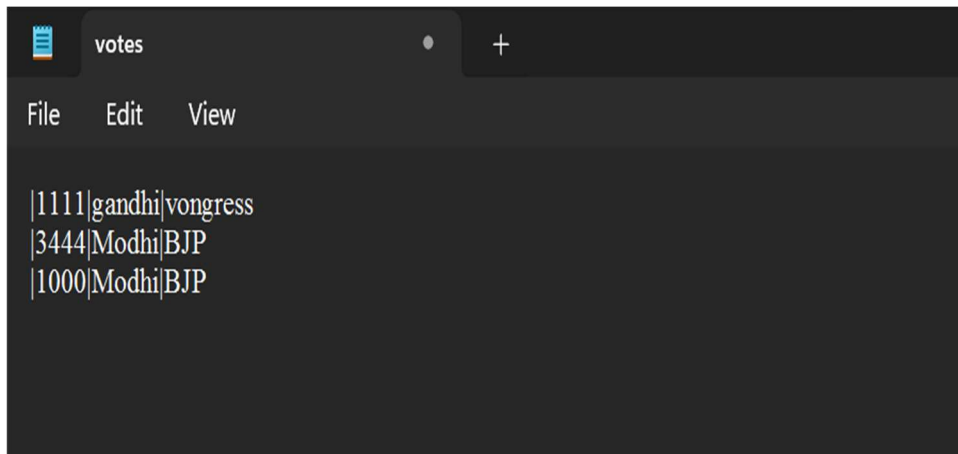 votes
+
File Edit View
|1111|gandhi|vongress
|3444|Modhi|BJP
|1000|Modhi|BJP